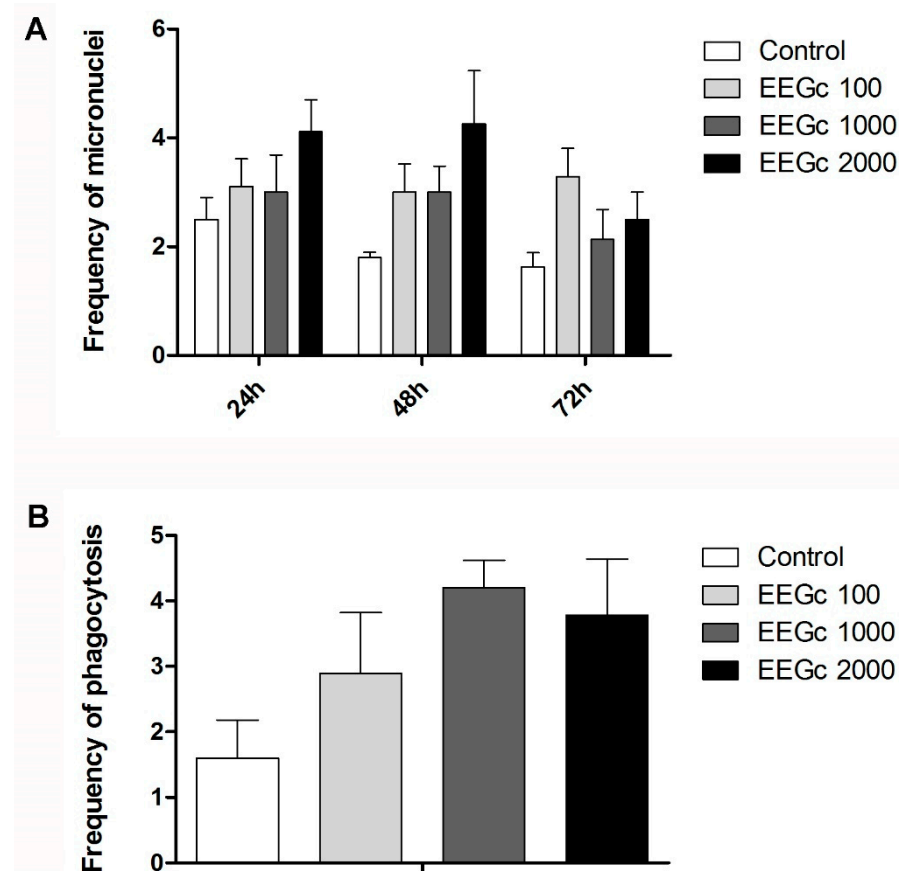 A
Frequency of micronuclei
6
4
2
0
24h
48h
72h
Control
EEGc 100
EEGc 1000
EEGc 2000
B
Frequency of phagocytosis
5
4
3
2
1
0
Control
EEGc 100
EEGc 1000
EEGc 2000